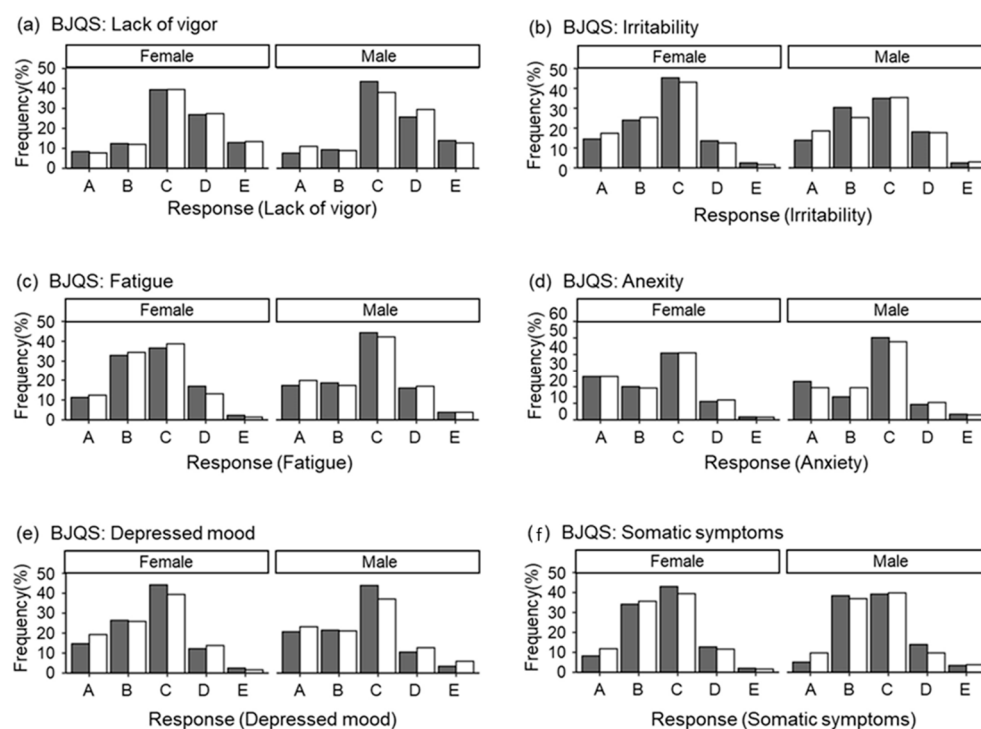 (a) BJQS: Lack of vigor
Female Male
Frequency(%)
50
40
30
20
10
0
A B C D E A B C D E
Response (Lack of vigor)
(b) BJQS: Irritability
Female Male
Frequency(%)
50
40
30
20
10
0
A B C D E A B C D E
Response (Irritability)
(c) BJQS: Fatigue
Female Male
Frequency(%)
50
40
30
20
10
0
A B C D E A B C D E
Response (Fatigue)
(d) BJQS: Anexity
Female Male
Frequency(%)
60
50
40
30
20
10
0
A B C D E A B C D E
Response (Anxiety)
(e) BJQS: Depressed mood
Female Male
Frequency(%)
50
40
30
20
10
0
A B C D E A B C D E
Response (Depressed mood)
(f) BJQS: Somatic symptoms
Female Male
Frequency(%)
50
40
30
20
10
0
A B C D E A B C D E
Response (Somatic symptoms)